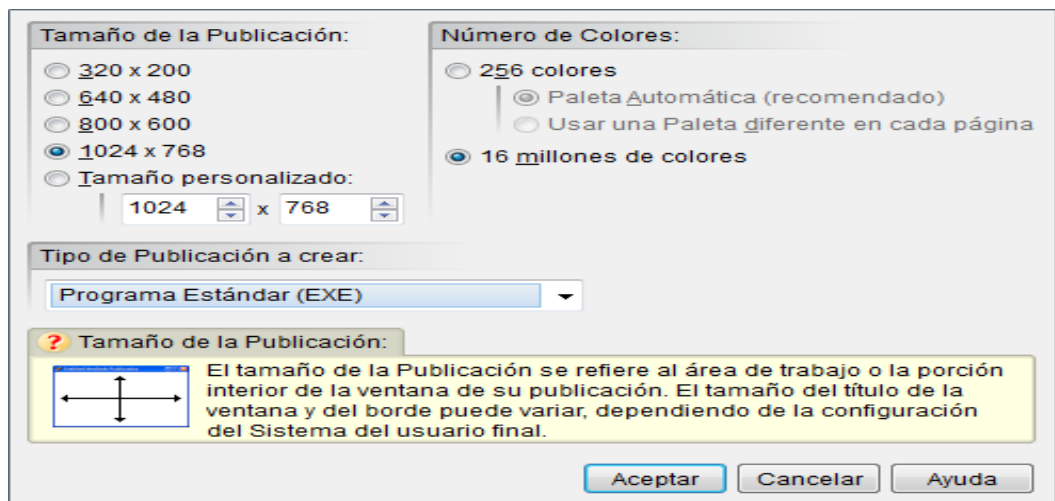 Tamaño de la Publicación:
320 x 200
640 x 480
800 x 600
1024 x 768
Tamaño personalizado:
1024 x 768
Número de Colores:
256 colores
Paleta Automática (recomendado)
Usar una Paleta diferente en cada página
16 millones de colores
Tipo de Publicación a crear:
Programa Estándar (EXE)
? Tamaño de la Publicación:
El tamaño de la Publicación se refiere al área de trabajo o la porción
interior de la ventana de su publicación. El tamaño del título de la
ventana y del borde puede variar, dependiendo de la configuración
del Sistema del usuario final.
Aceptar Cancelar Ayuda